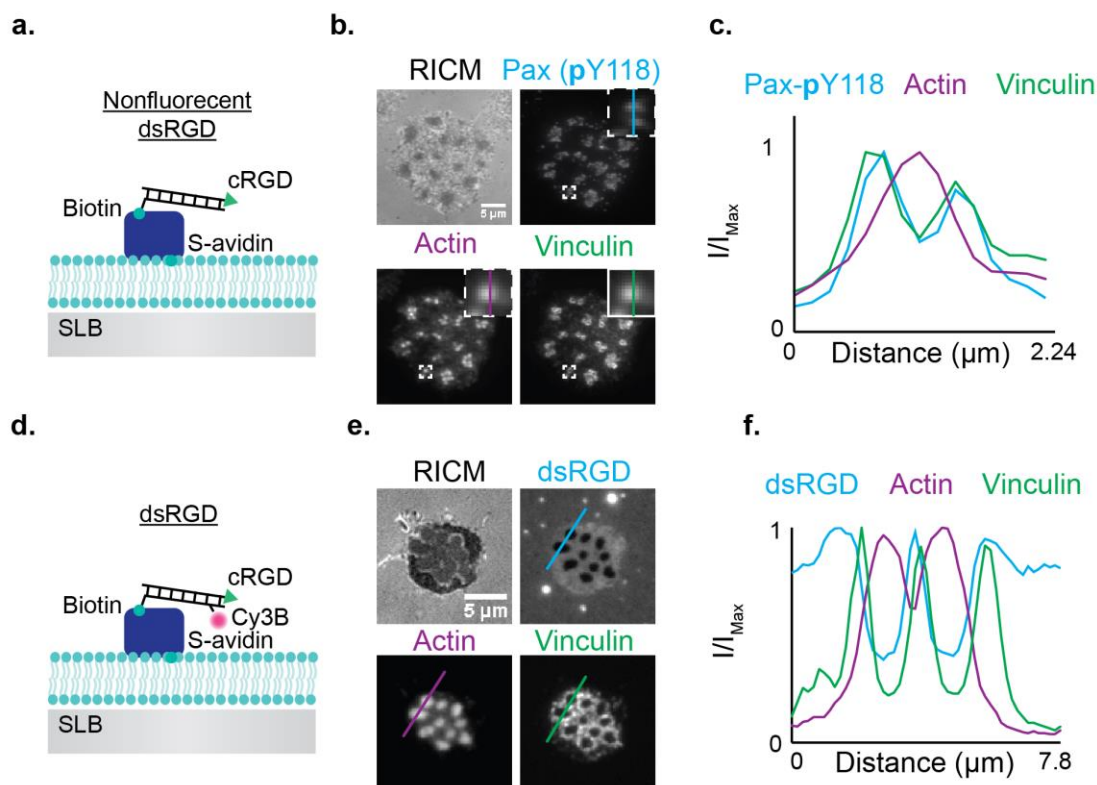 a.
Nonfluorecent
dsRGD
cRGD
Biotin
S-avidin
SLB
b.
RICM
Pax (pY118)
5 µm
Actin
Vinculin
c.
Pax-pY118 Actin Vinculin
1
I/IMax
0
0
Distance (µm)
2.24
d.
dsRGD
cRGD
Biotin
Cy3B
S-avidin
SLB
e.
RICM
dsRGD
5 µm
Actin
Vinculin
f.
dsRGD Actin Vinculin
1
I/IMax
0
0
Distance (µm)
7.8